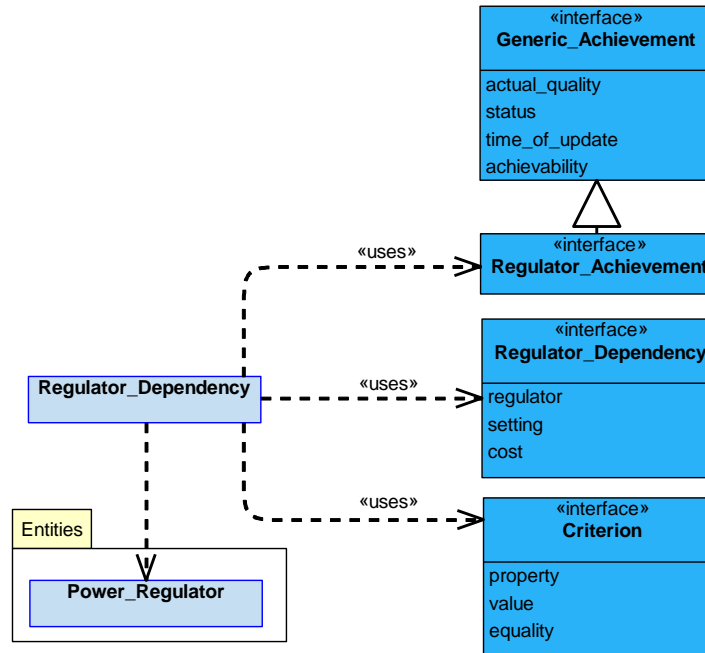 «interface»
Generic_Achievement
actual_quality
status
time_of_update
achievability
«uses»
«interface»
Regulator_Achievement
«interface»
Regulator_Dependency
regulator
setting
cost
Regulator_Dependency
«uses»
«uses»
«interface»
Criterion
property
value
equality
Entities
Power_Regulator